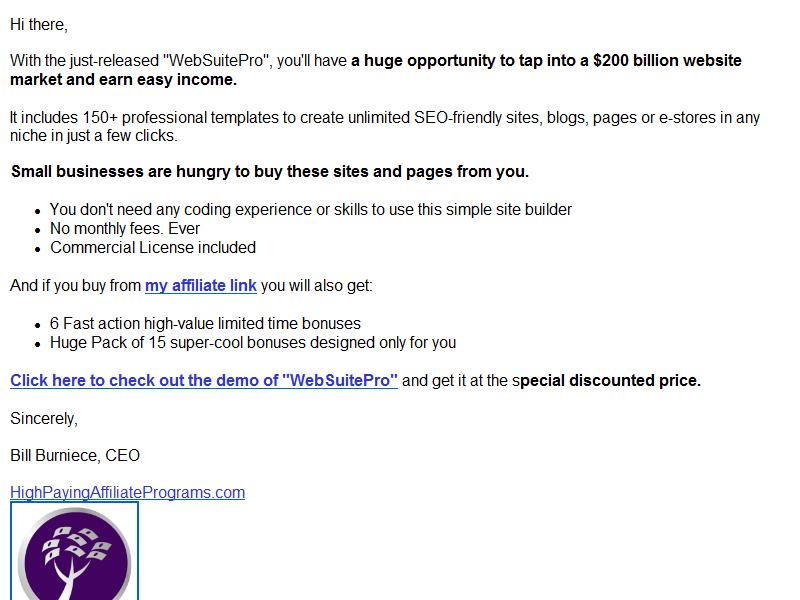 Hi there,
With the just-released "WebSuitePro", you'll have a huge opportunity to tap into a $200 billion website
market and earn easy income.
It includes 150+ professional templates to create unlimited SEO-friendly sites, blogs, pages or e-stores in any
niche in just a few clicks.
Small businesses are hungry to buy these sites and pages from you.
• You don't need any coding experience or skills to use this simple site builder
• No monthly fees. Ever
• Commercial License included
And if you buy from my affiliate link you will also get:
• 6 Fast action high-value limited time bonuses
• Huge Pack of 15 super-cool bonuses designed only for you
Click here to check out the demo of "WebSuitePro" and get it at the special discounted price.
Sincerely,
Bill Burniece, CEO
HighPayingAffiliatePrograms.com